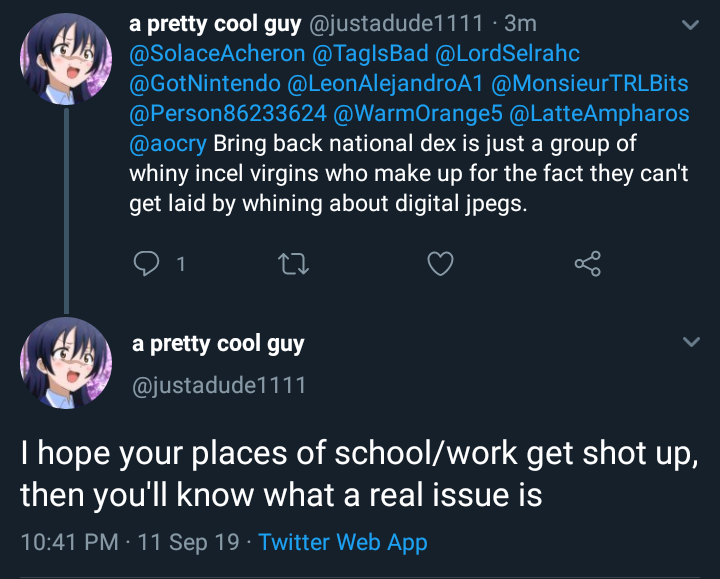 a pretty cool guy @justadude1111 · 3m
@SolaceAcheron @TagIsBad @LordSelrahc
@GotNintendo @LeonAlejandroA1 @MonsieurTRLBits
@Person86233624 @WarmOrange5 @LatteAmpharos
@aocry Bring back national dex is just a group of
whiny incel virgins who make up for the fact they can't
get laid by whining about digital jpegs.
1
a pretty cool guy
@justadude1111
I hope your places of school/work get shot up,
then you'll know what a real issue is
10:41 PM · 11 Sep 19 · Twitter Web App